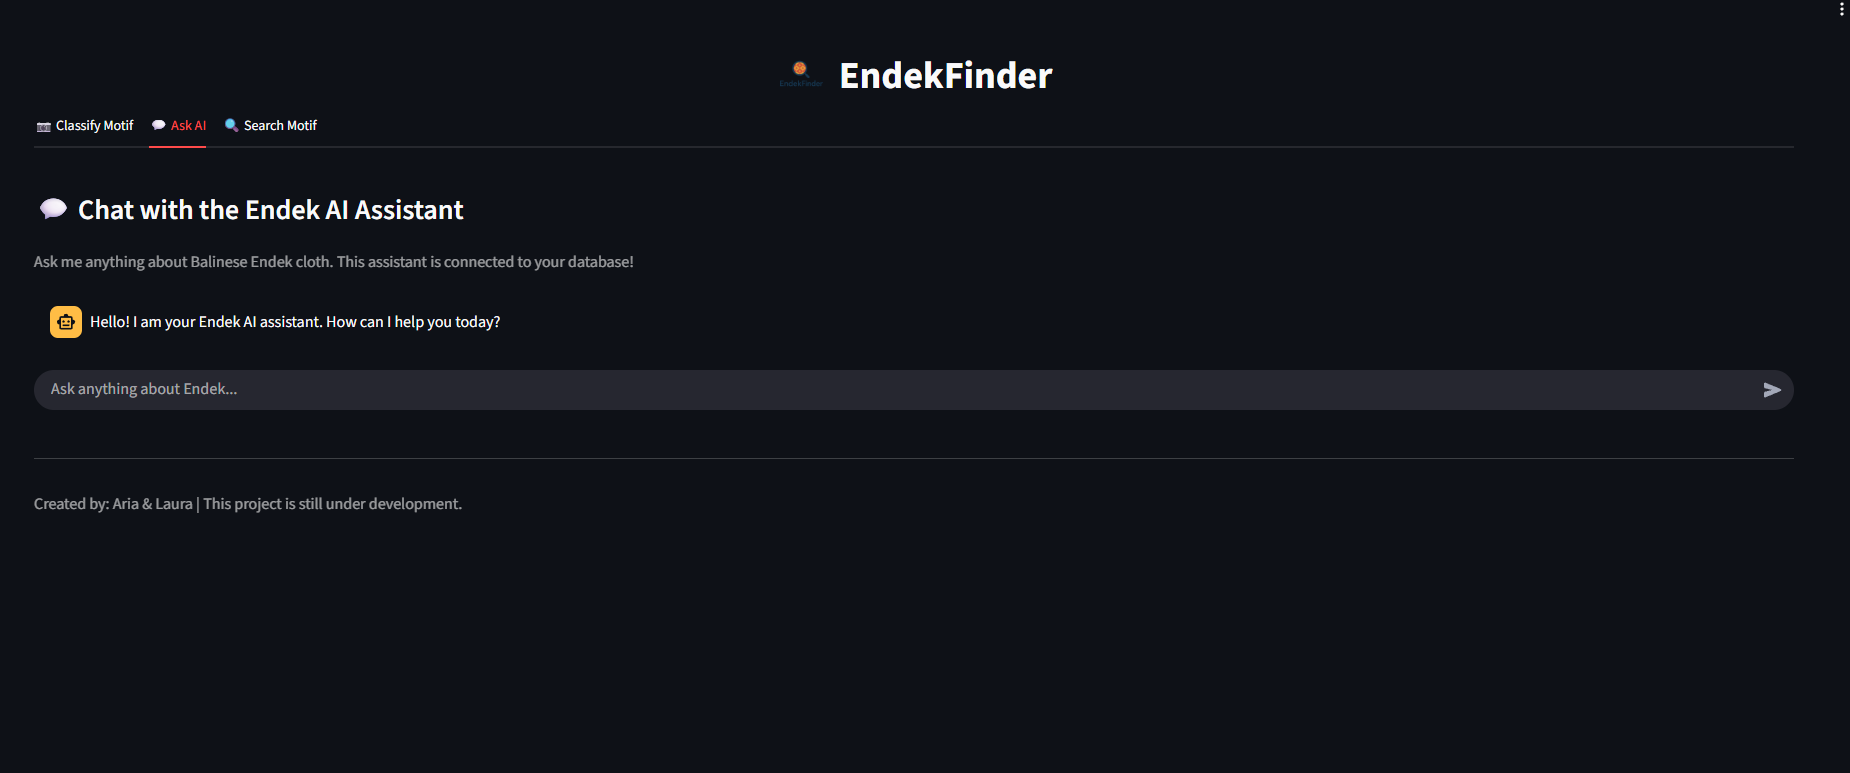 EndekFinder
EndekFinder
Classify Motif
Ask AI
Search Motif
Chat with the Endek AI Assistant
Ask me anything about Balinese Endek cloth. This assistant is connected to your database!
Hello! I am your Endek AI assistant. How can I help you today?
Ask anything about Endek...
Created by: Aria & Laura | This project is still under development.